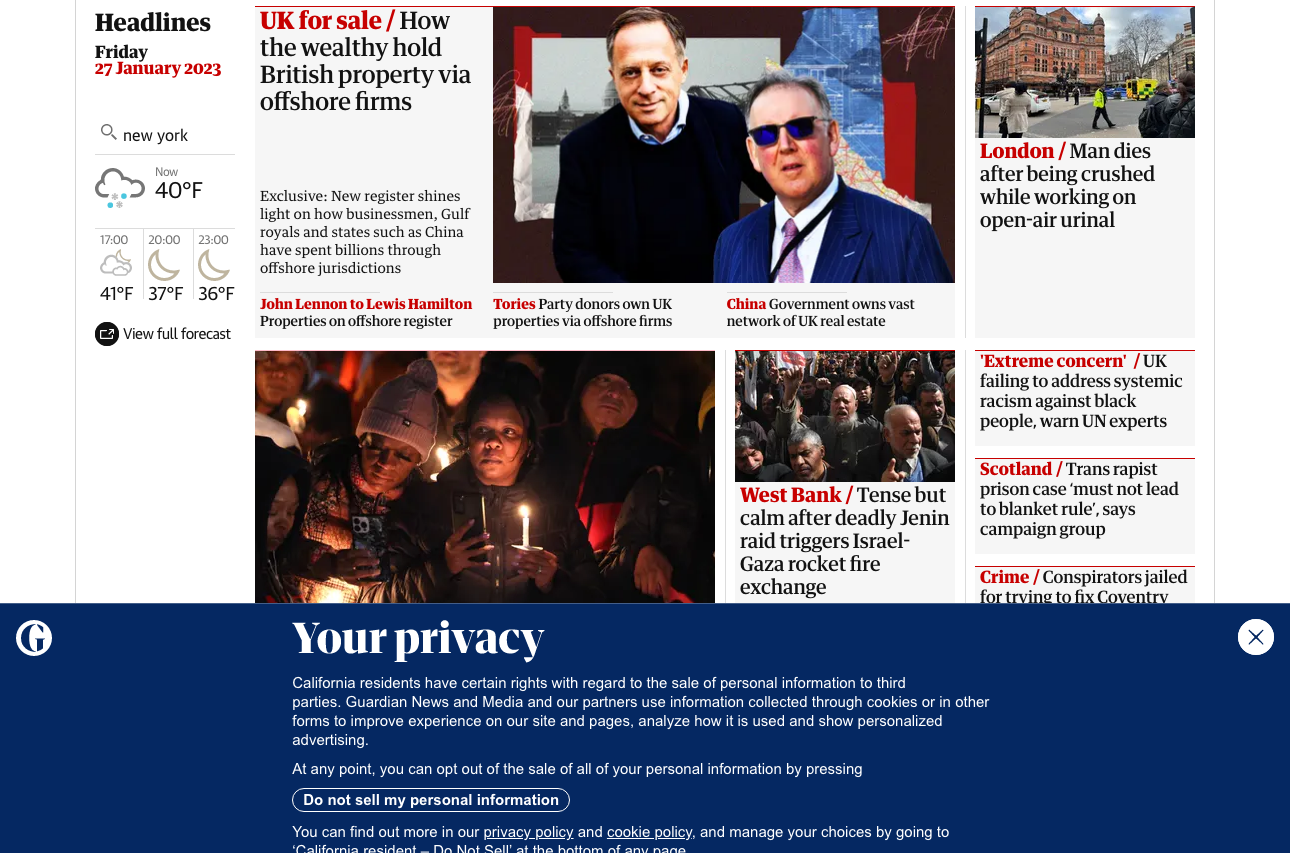 Headlines
Friday
27 January 2023
new york
Now
40°F
17:00
20:00
23:00
41°F
37°F
36°F
View full forecast
UK for sale / How
the wealthy hold
British property via
offshore firms
Exclusive: New register shines
light on how businessmen, Gulf
royals and states such as China
have spent billions through
offshore jurisdictions
John Lennon to Lewis Hamilton
Properties on offshore register
Tories Party donors own UK
properties via offshore firms
China Government owns vast
network of UK real estate
London / Man dies
after being crushed
while working on
open-air urinal
West Bank / Tense but
calm after deadly Jenin
raid triggers Israel-
Gaza rocket fire
exchange
'Extreme concern' / UK
failing to address systemic
racism against black
people, warn UN experts
Scotland / Trans rapist
prison case ‘must not lead
to blanket rule’, says
campaign group
Crime / Conspirators jailed
for trying to fix Coventry
Your privacy
California residents have certain rights with regard to the sale of personal information to third
parties. Guardian News and Media and our partners use information collected through cookies or in other
forms to improve experience on our site and pages, analyze how it is used and show personalized
advertising.
At any point, you can opt out of the sale of all of your personal information by pressing
Do not sell my personal information
You can find out more in our privacy policy and cookie policy, and manage your choices by going to
‘California resident – Do Not Sell’ at the bottom of any page